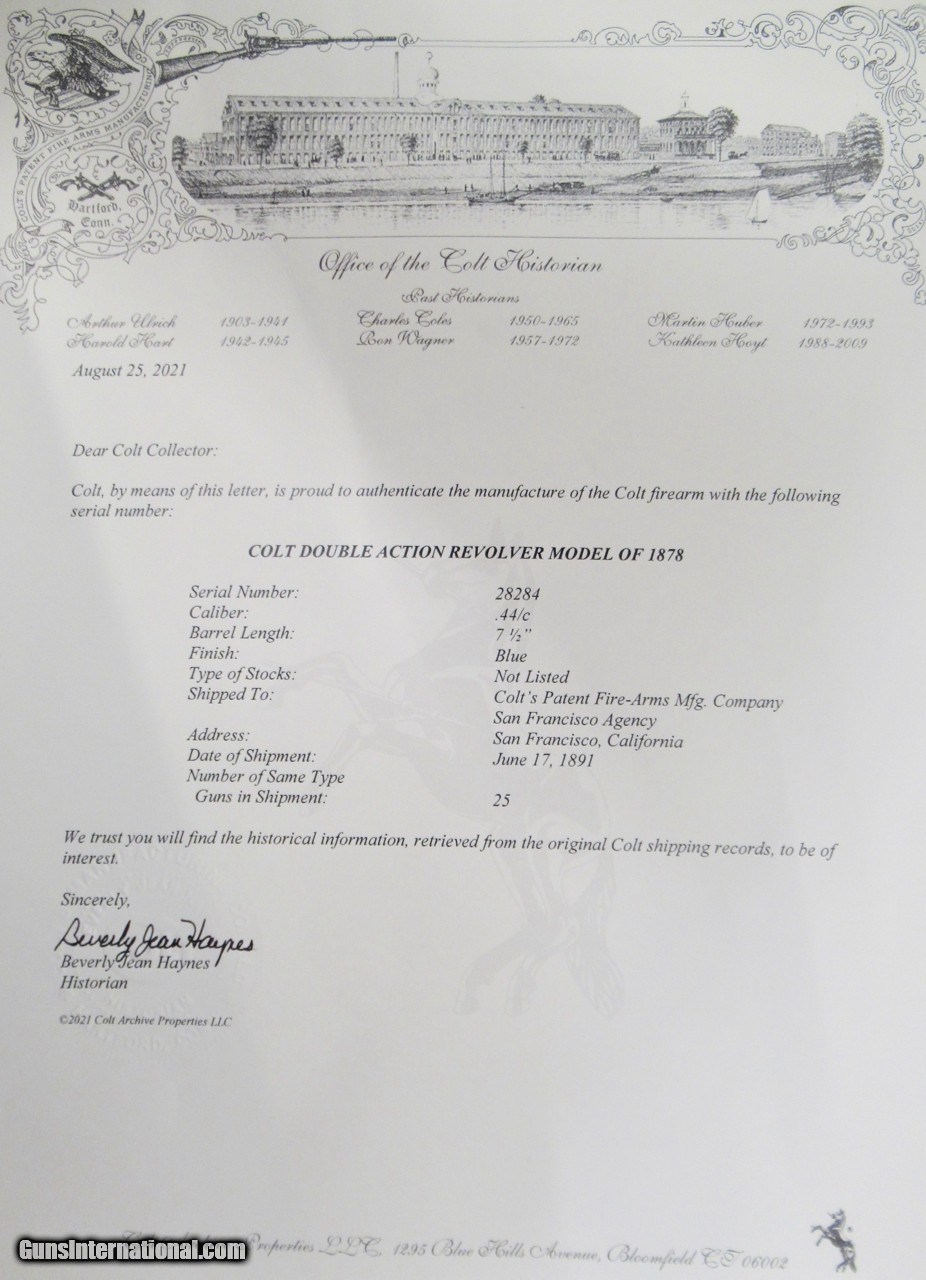 COLT'S PATENT FIRE ARMS MANUFACTURING CO
Hartford,
Conn.
Office of the Colt Historian
Past Historians
Arthur Ulrich 1903-1941 Charles Coles 1950-1965 Martin Huber 1972-1993
Harold Hart 1942-1945 Ron Wagner 1957-1972 Kathleen Hoyt 1988-2009
August 25, 2021
Dear Colt Collector:
Colt, by means of this letter, is proud to authenticate the manufacture of the Colt firearm with the following
serial number:
COLT DOUBLE ACTION REVOLVER MODEL OF 1878
Serial Number: 28284
Caliber: .44/c
Barrel Length: 7 ½"
Finish: Blue
Type of Stocks: Not Listed
Shipped To: Colt's Patent Fire-Arms Mfg. Company
San Francisco Agency
Address: San Francisco, California
Date of Shipment: June 17, 1891
Number of Same Type
Guns in Shipment: 25
We trust you will find the historical information, retrieved from the original Colt shipping records, to be of
interest.
Sincerely,
Beverly Jean Haynes
Beverly Jean Haynes
Historian
©2021 Colt Archive Properties LLC
Properties LLC, 1295 Blue Hills Avenue, Bloomfield CT 06002
GunsInternational.com